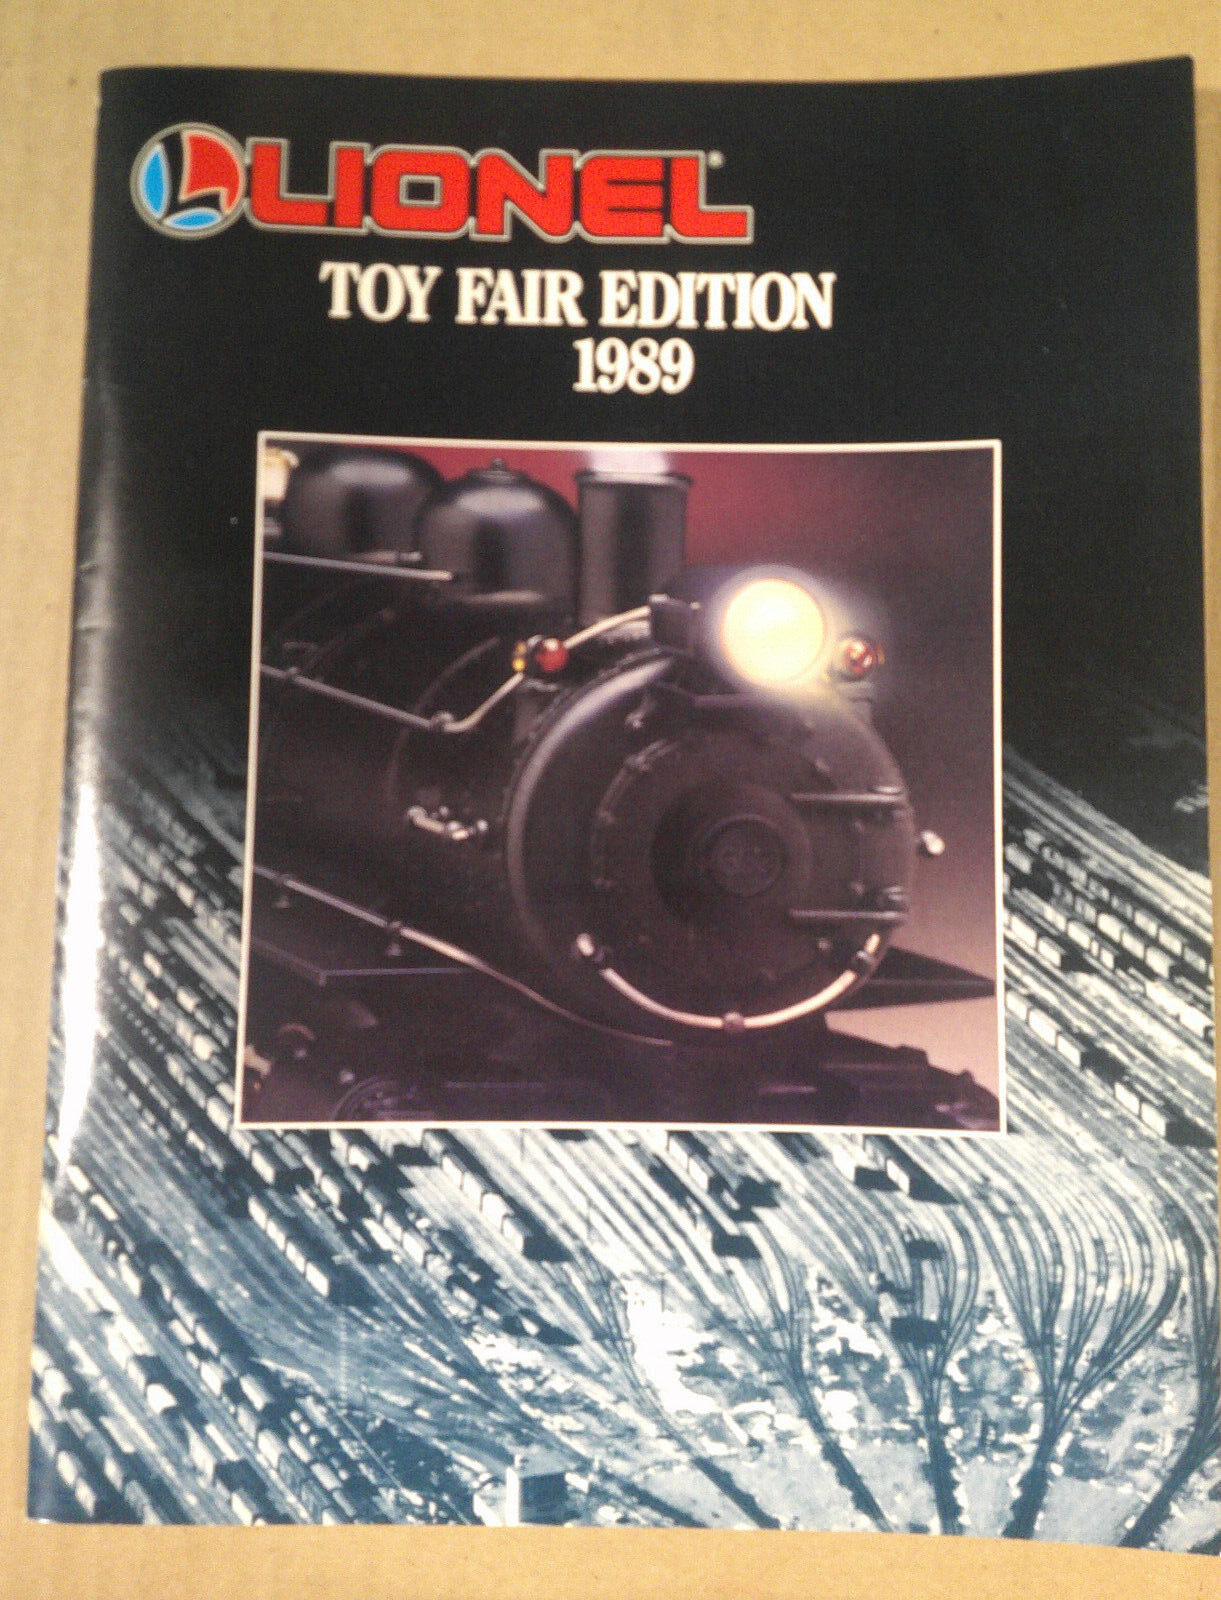 LIONEL®
TOY FAIR EDITION
1989